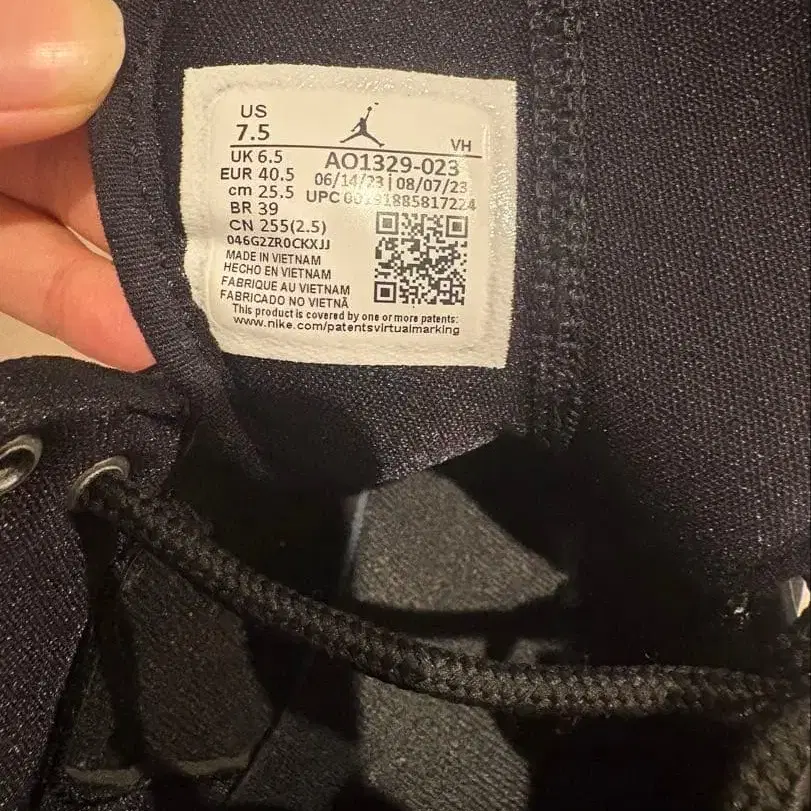 US
7.5
VH
UK 6.5
AO1329-023
EUR 40.5
06/14/23 | 08/07/23
cm 25.5
UPC 00191885817224
BR 39
CN 255(2.5)
046G2ZR0CKXJJ
MADE IN VIETNAM
HECHO EN VIETNAM
FABRIQUE AU VIETNAM
FABRICADO NO VIETNÃ
This product is covered by one or more patents:
www.nike.com/patentsvirtualmarking